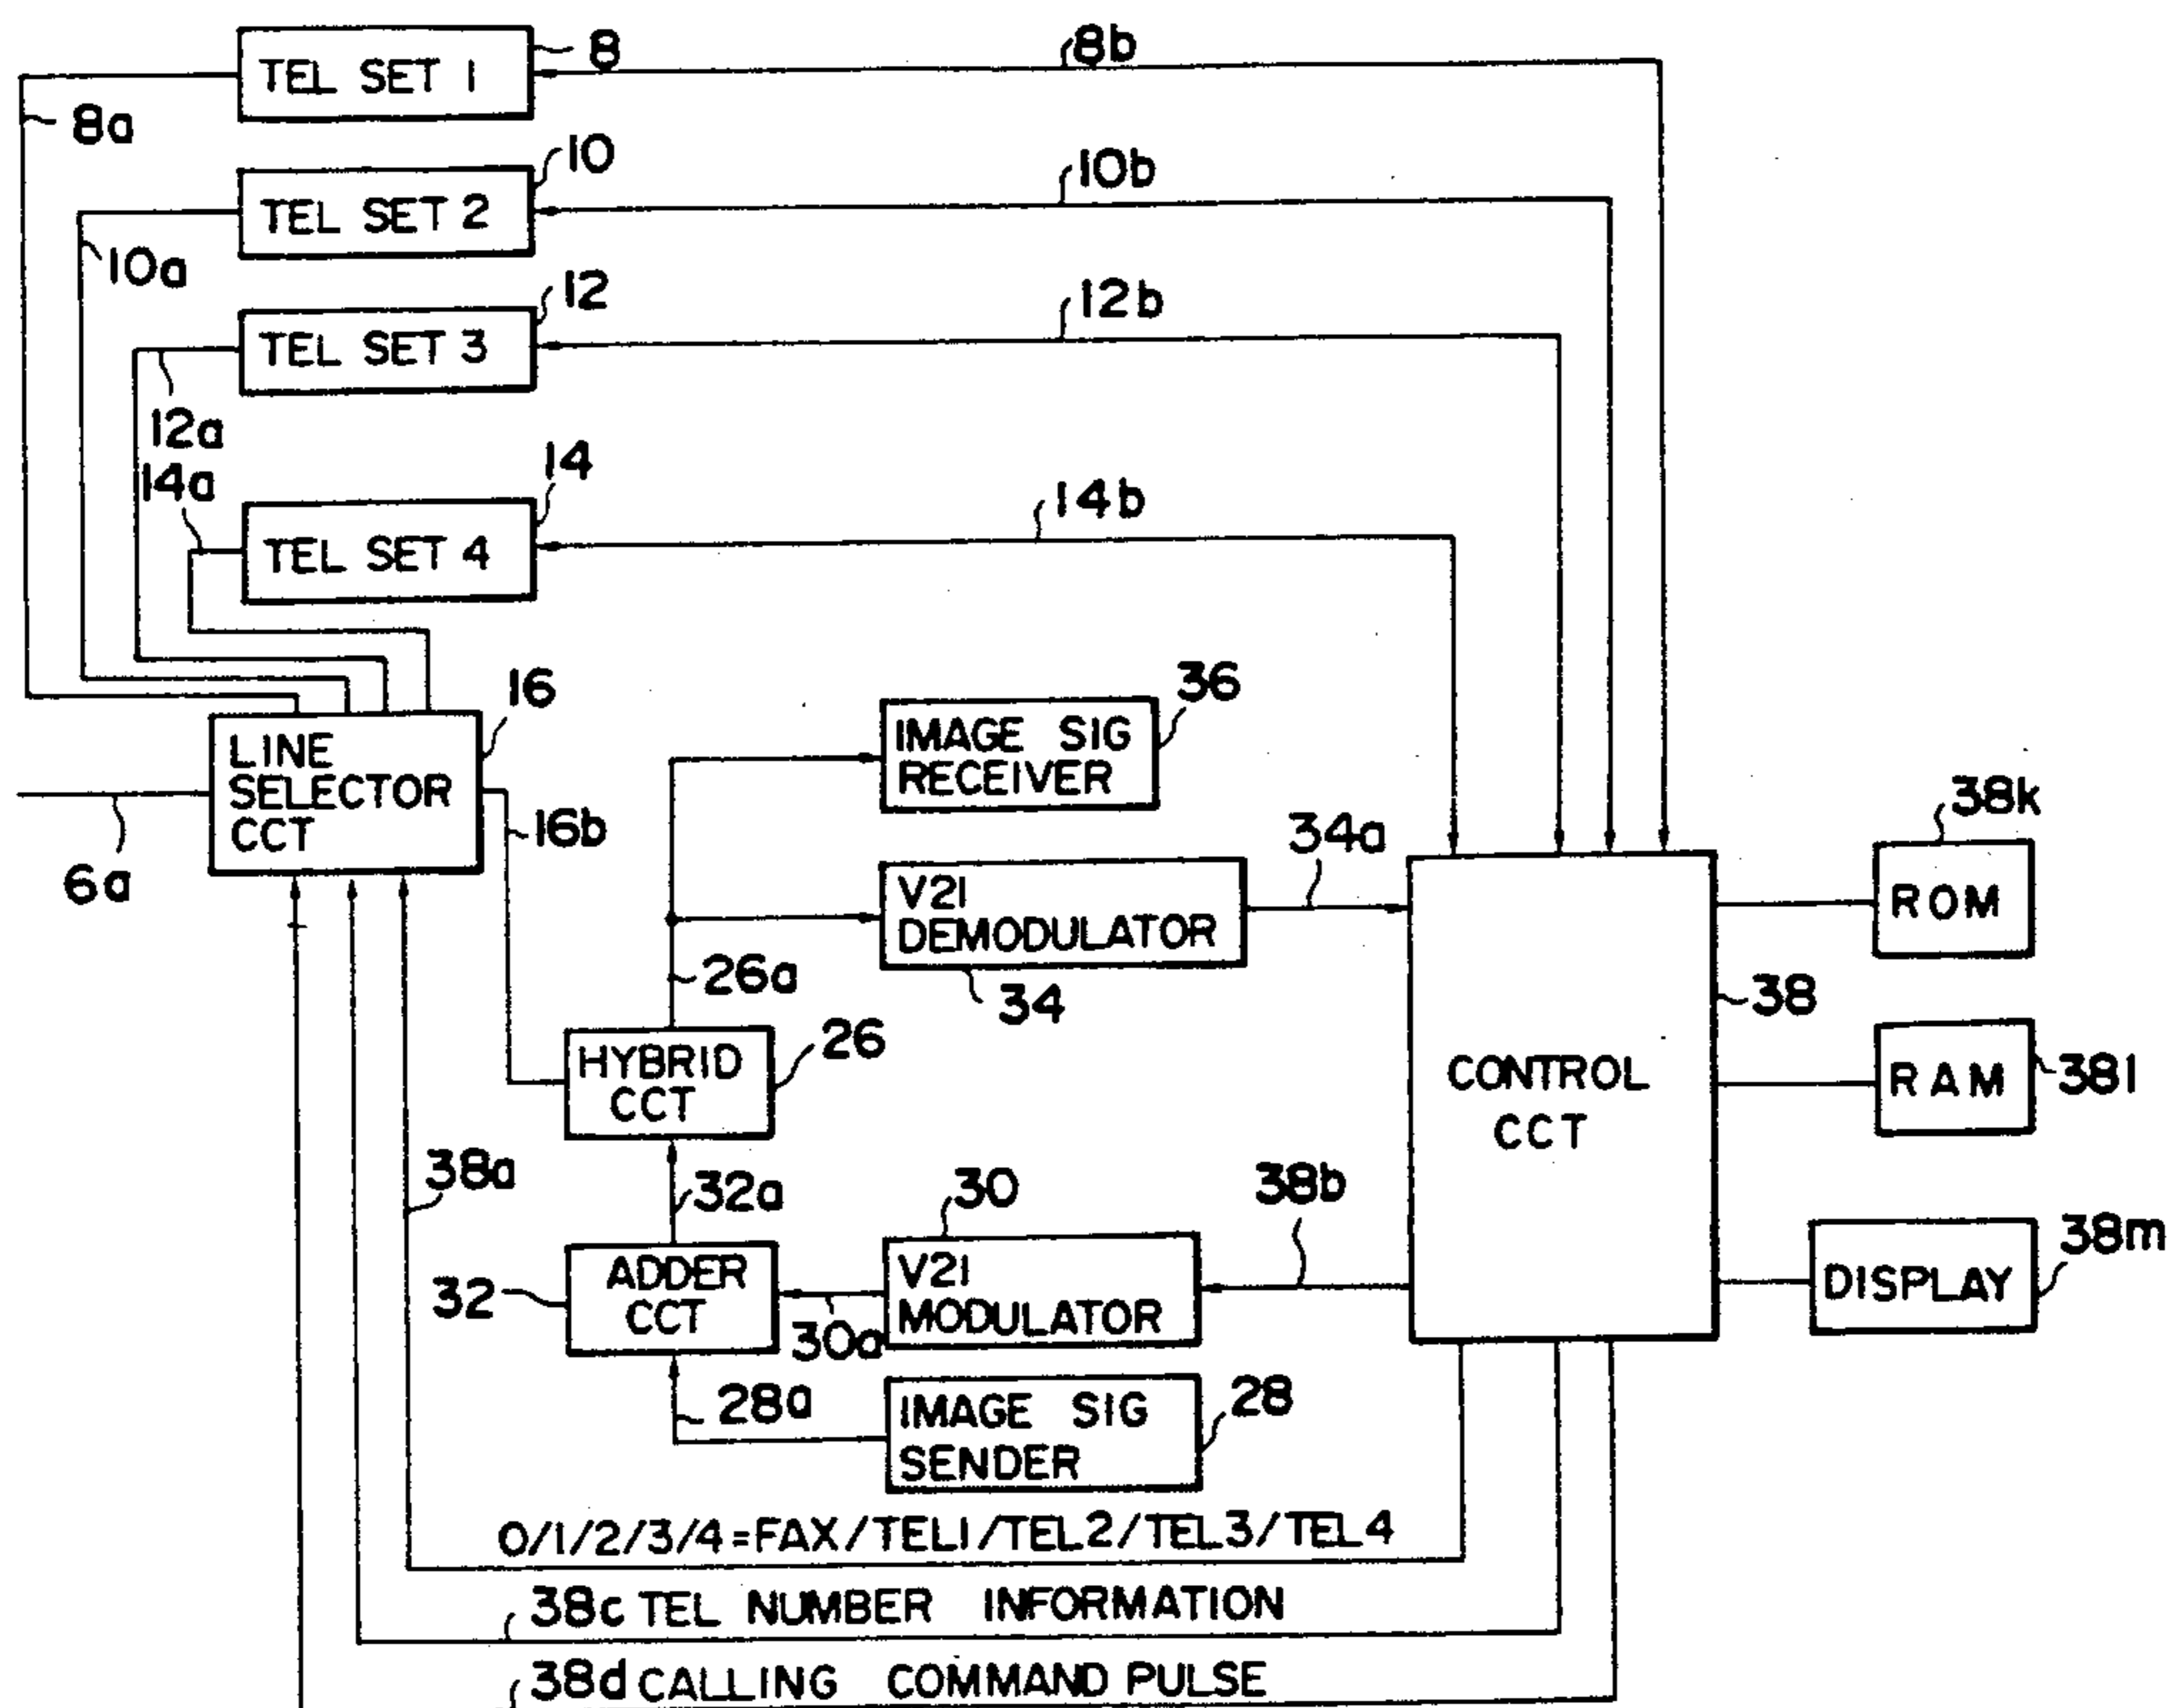 TEL SET 1
8
8b
8a
TEL SET 2
10
10b
10a
TEL SET 3
12
12b
12a
14a
TEL SET 4
14
14b
LINE
SELECTOR
CCT
16
16b
6a
IMAGE SIG
RECEIVER
36
V21
DEMODULATOR
34
34a
26a
HYBRID
CCT
26
CONTROL
CCT
38
ROM
38k
RAM
38l
DISPLAY
38m
38a
32a
ADDER
CCT
32
30
V21
MODULATOR
30a
38b
28a
IMAGE SIG
SENDER
28
0/1/2/3/4=FAX/TEL1/TEL2/TEL3/TEL4
38c TEL NUMBER INFORMATION
38d CALLING COMMAND PULSE